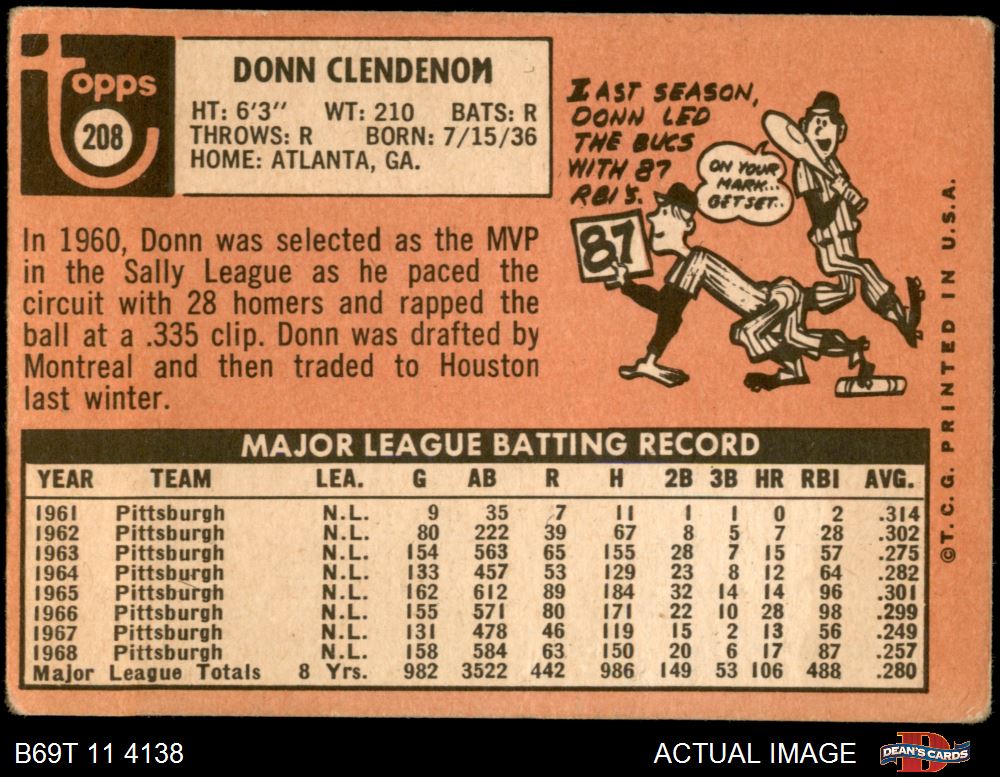 Topps
208
DONN CLENDENON
HT: 6'3" WT: 210 BATS: R
THROWS: R BORN: 7/15/36
HOME: ATLANTA, GA.
LAST SEASON,
DONN LED
THE BUCS
WITH 87
RBI'S.
ON YOUR
MARK...
GET SET..
87
In 1960, Donn was selected as the MVP
in the Sally League as he paced the
circuit with 28 homers and rapped the
ball at a .335 clip. Donn was drafted by
Montreal and then traded to Houston
last winter.
MAJOR LEAGUE BATTING RECORD
YEAR TEAM LEA. G AB R H 2B 3B HR RBI AVG.
1961 Pittsburgh N.L. 9 35 7 11 1 1 0 2 .314
1962 Pittsburgh N.L. 80 222 39 67 8 5 7 28 .302
1963 Pittsburgh N.L. 154 563 65 155 28 7 15 57 .275
1964 Pittsburgh N.L. 133 457 53 129 23 8 12 64 .282
1965 Pittsburgh N.L. 162 612 89 184 32 14 14 96 .301
1966 Pittsburgh N.L. 155 571 80 171 22 10 28 98 .299
1967 Pittsburgh N.L. 131 478 46 119 15 2 13 56 .249
1968 Pittsburgh N.L. 158 584 63 150 20 6 17 87 .257
Major League Totals 8 Yrs. 982 3522 442 986 149 53 106 488 .280
©T.C.G. PRINTED IN U.S.A.
B69T 11 4138
ACTUAL IMAGE
DEAN'S CARDS